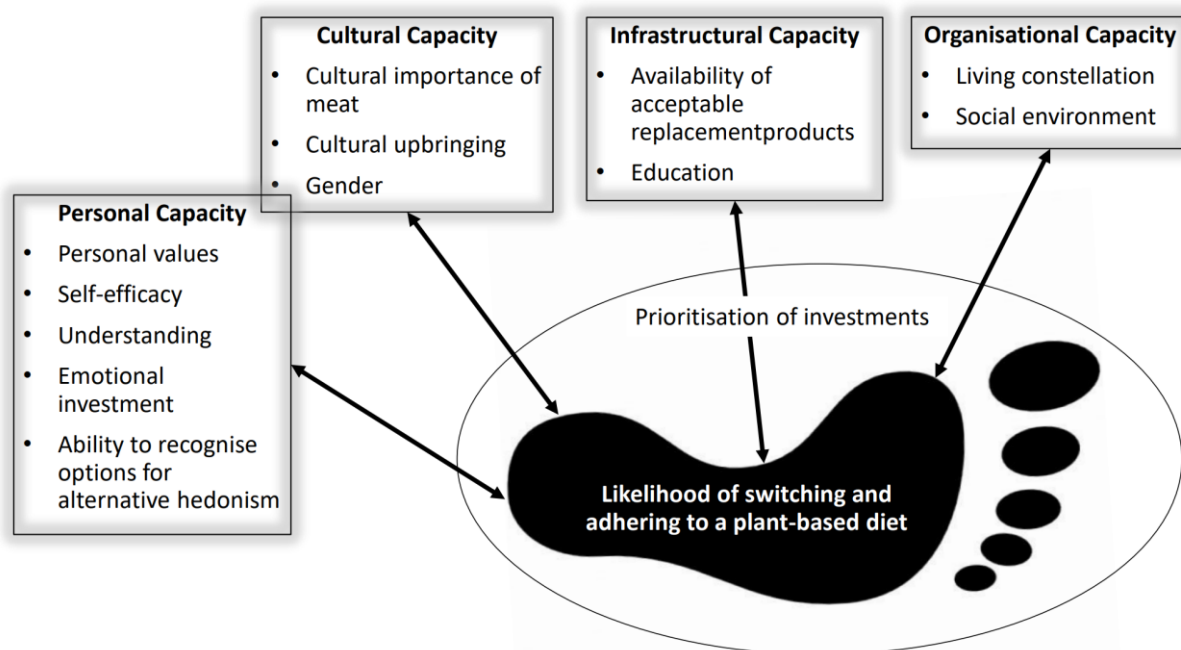 Cultural Capacity
• Cultural importance of
meat
• Cultural upbringing
• Gender
Infrastructural Capacity
• Availability of
acceptable
replacementproducts
• Education
Organisational Capacity
• Living constellation
• Social environment
Personal Capacity
• Personal values
• Self-efficacy
• Understanding
• Emotional
investment
• Ability to recognise
options for
alternative hedonism
Prioritisation of investments
Likelihood of switching and
adhering to a plant-based diet